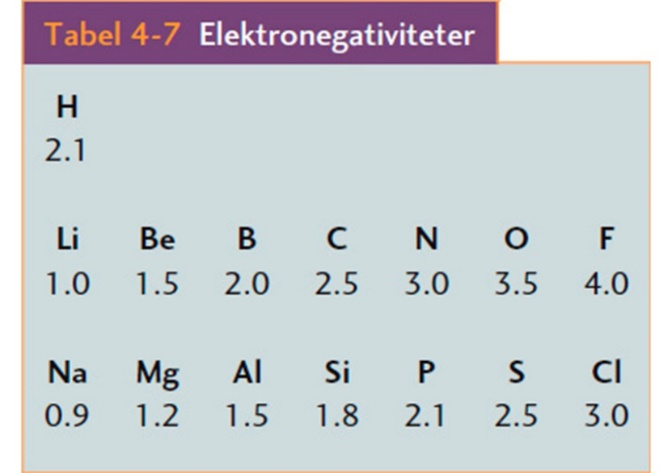 Tabel 4-7 Elektronegativiteter
H
2.1
Li Be B C N O F
1.0 1.5 2.0 2.5 3.0 3.5 4.0
Na Mg Al Si P S Cl
0.9 1.2 1.5 1.8 2.1 2.5 3.0